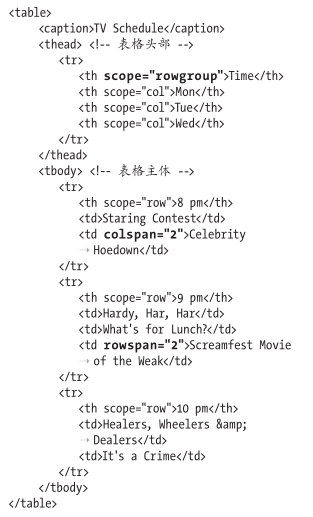 <table>
<caption>TV Schedule</caption>
<thead> <!-- 表格头部 -->
<tr>
<th scope="rowgroup">Time</th>
<th scope="col">Mon</th>
<th scope="col">Tue</th>
<th scope="col">Wed</th>
</tr>
</thead>
<tbody> <!-- 表格主体 -->
<tr>
<th scope="row">8 pm</th>
<td>Staring Contest</td>
<td colspan="2">Celebrity
→ Hoedown</td>
</tr>
<tr>
<th scope="row">9 pm</th>
<td>Hardy, Har, Har</td>
<td>What's for Lunch?</td>
<td rowspan="2">Screamfest Movie
→ of the Weak</td>
</tr>
<tr>
<th scope="row">10 pm</th>
<td>Healers, Wheelers &amp;
→ Dealers</td>
<td>It's a Crime</td>
</tr>
</tbody>
</table>